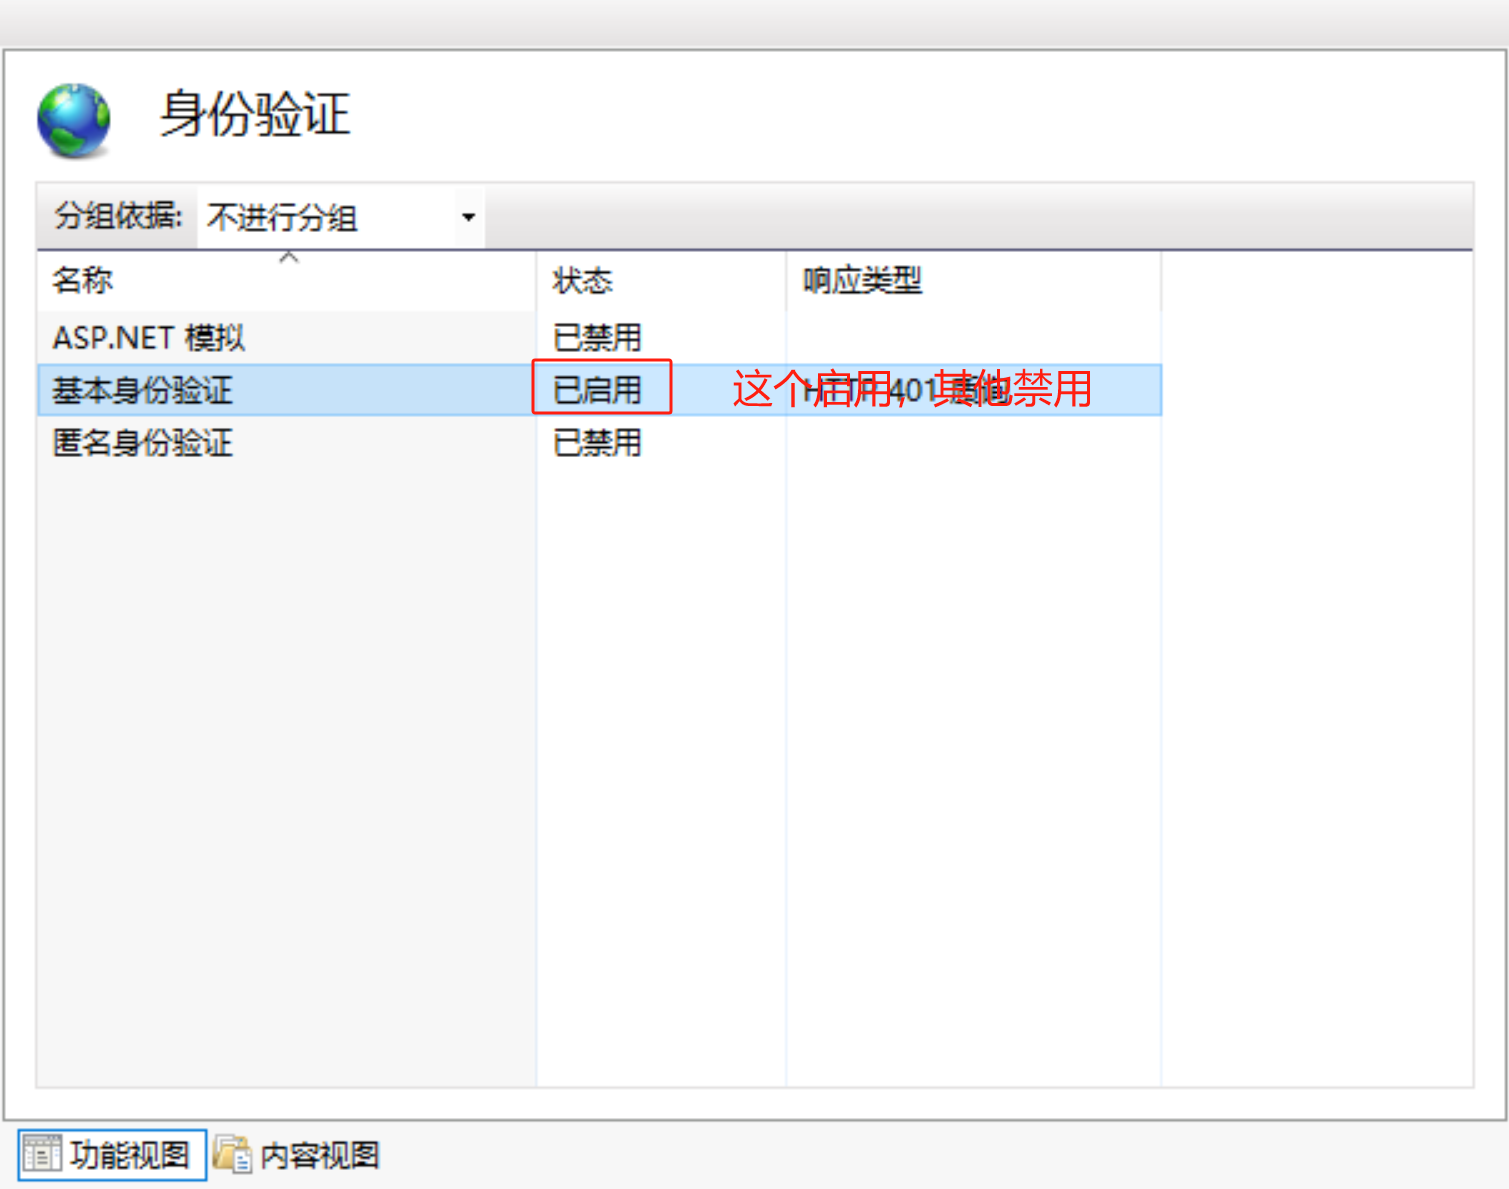 身份验证
分组依据: 不进行分组
名称 状态 响应类型
ASP.NET 模拟 已禁用
基本身份验证 已启用 HTTP 401 质询
这个启用，其他禁用
匿名身份验证 已禁用
功能视图 内容视图